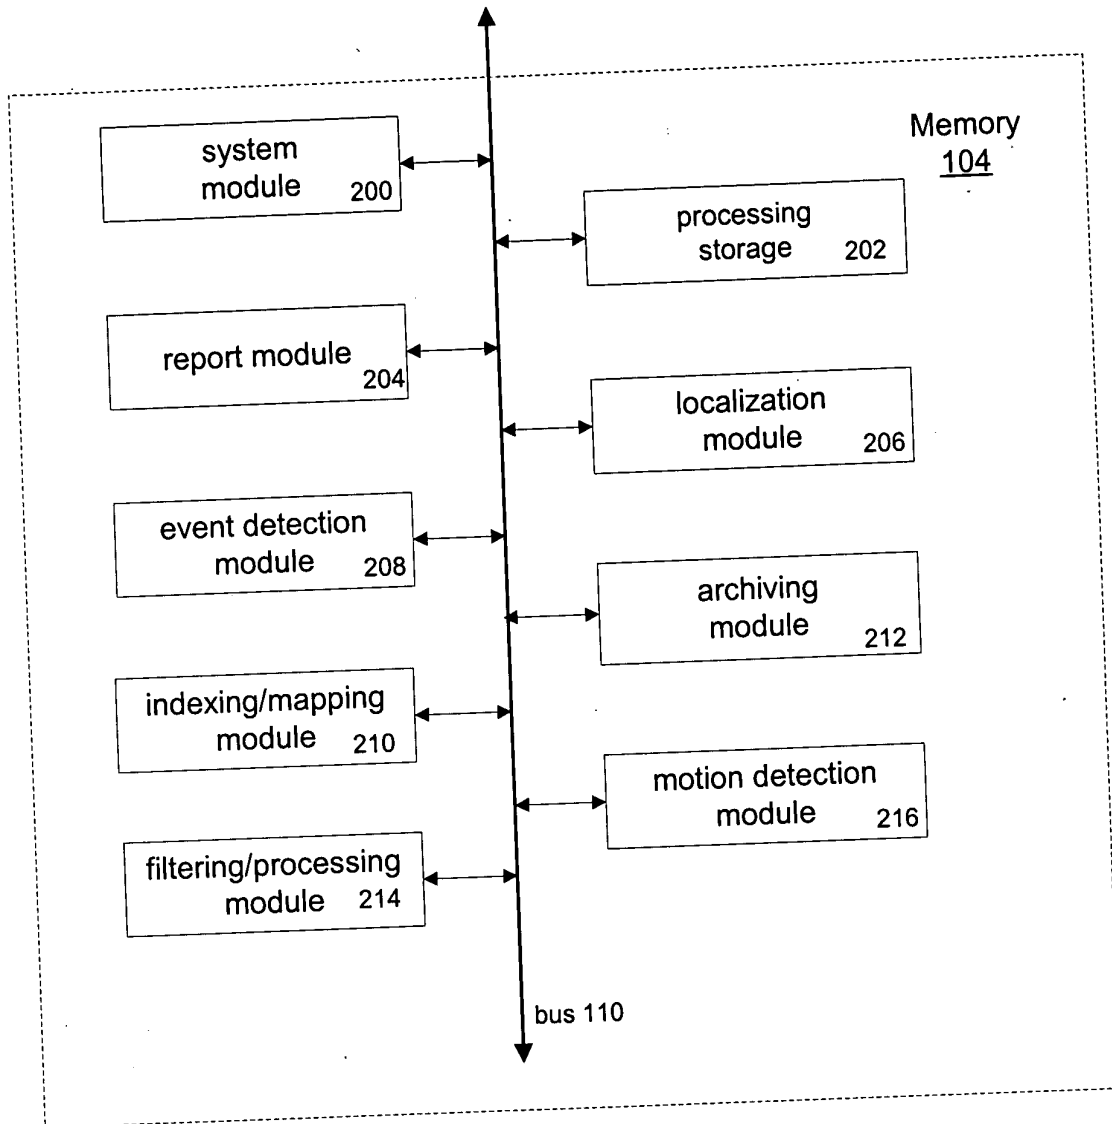 Memory
104
system
module 200
processing
storage 202
report module
204
localization
module 206
event detection
module 208
archiving
module 212
indexing/mapping
module 210
motion detection
module 216
filtering/processing
module 214
bus 110